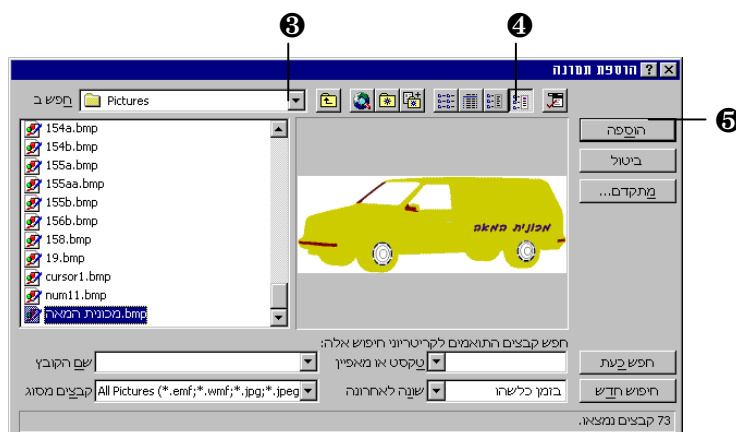 ❸
❹
הוספת תמונה
חפש ב
Pictures
❺
154a.bmp
154b.bmp
155a.bmp
155aa.bmp
155b.bmp
156b.bmp
158.bmp
19.bmp
cursor1.bmp
num11.bmp
מכונית המאה.bmp
מכונית המאה
הוספה
ביטול
מתקדם...
חפש קבצים התואמים לקריטריוני חיפוש אלה:
שם הקובץ
טקסט או מאפיין
חפש כעת
קבצים מסוג
All Pictures (*.emf;*.wmf;*.jpg;*.jpeg
שונה לאחרונה
בזמן כלשהו
חיפוש חדש
73 קבצים נמצאו.